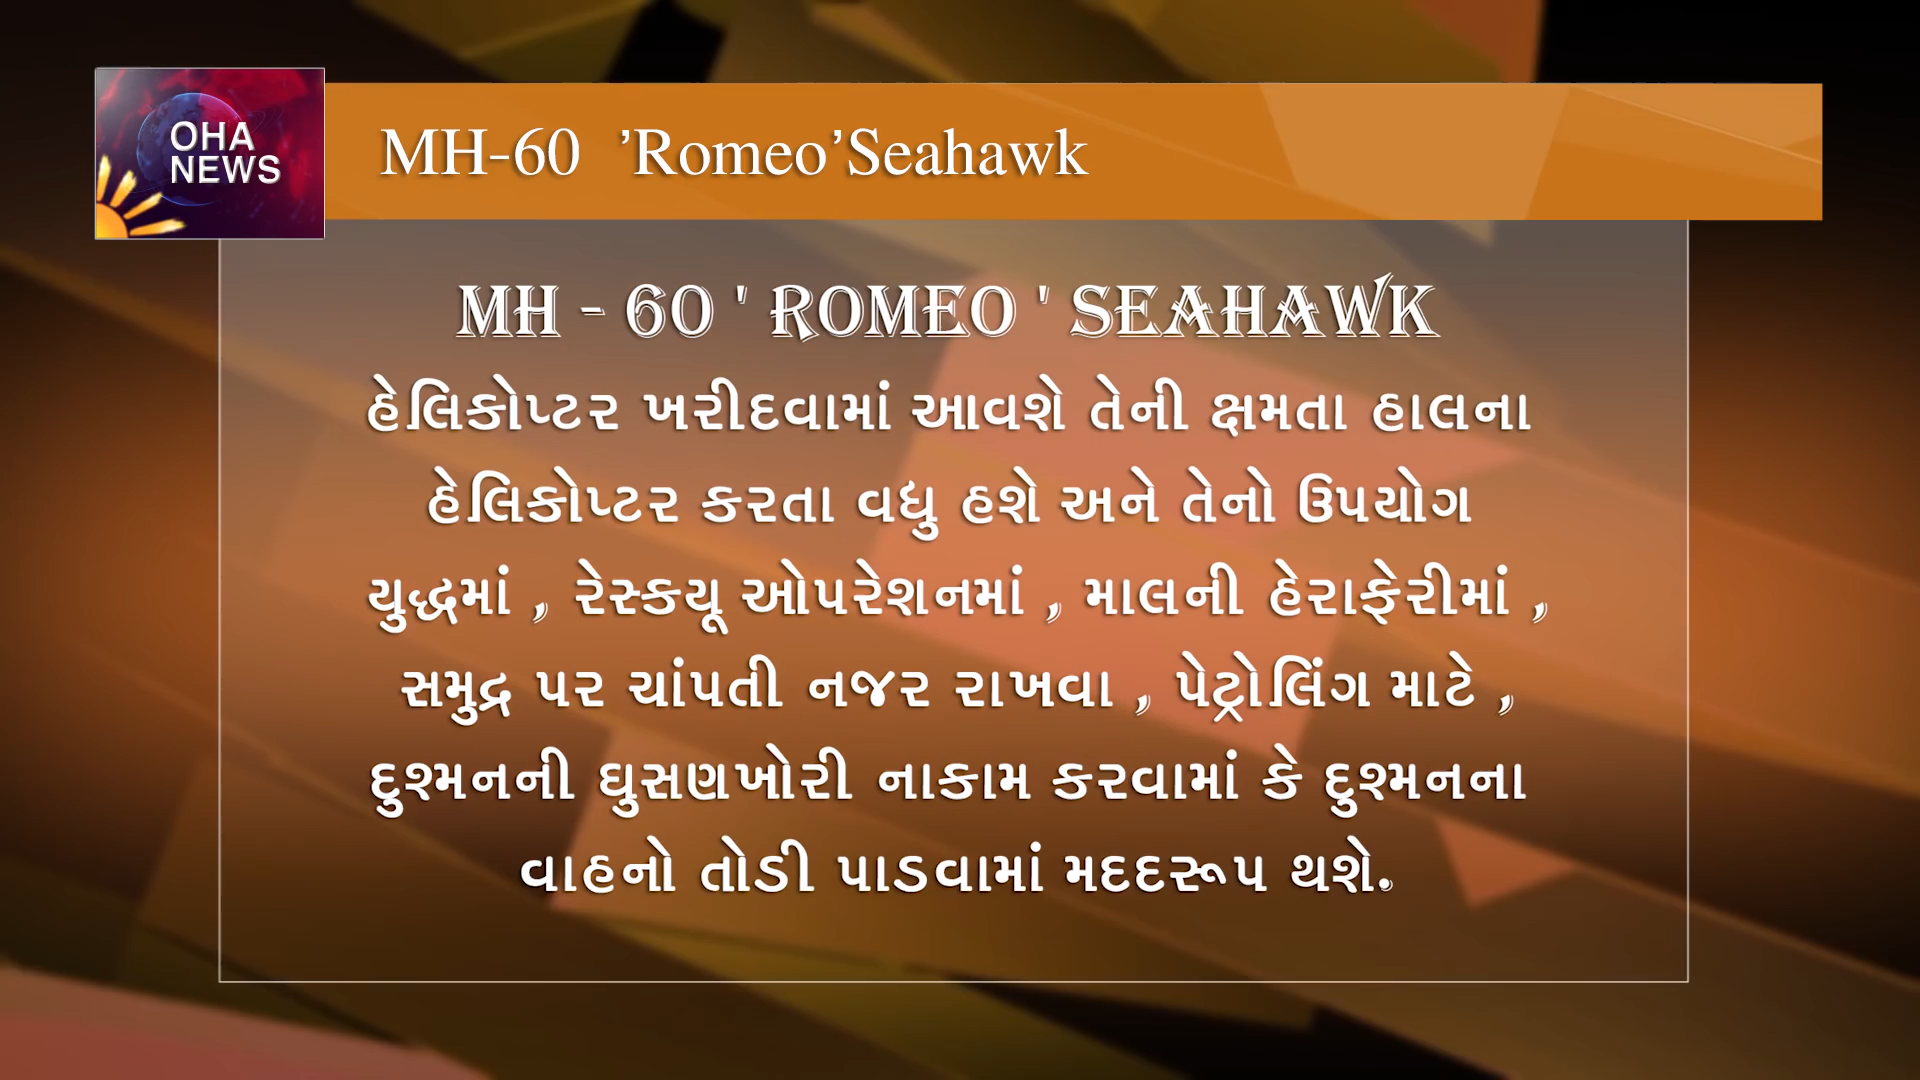 OHA
NEWS
MH-60 ’Romeo’Seahawk
MH - 60 ' ROMEO ' SEAHAWK
હેલિકોપ્ટર ખરીદવામાં આવશે તેની ક્ષમતા હાલના
હેલિકોપ્ટર કરતા વધુ હશે અને તેનો ઉપયોગ
યુદ્ધમાં , રેસ્ક્યૂ ઓપરેશનમાં , માલની હેરાફેરીમાં ,
સમુદ્ર પર ચાંપતી નજર રાખવા , પેટ્રોલિંગ માટે ,
દુશ્મનની ઘુસણખોરી નાકામ કરવામાં કે દુશ્મનના
વાહનો તોડી પાડવામાં મદદરૂપ થશે.